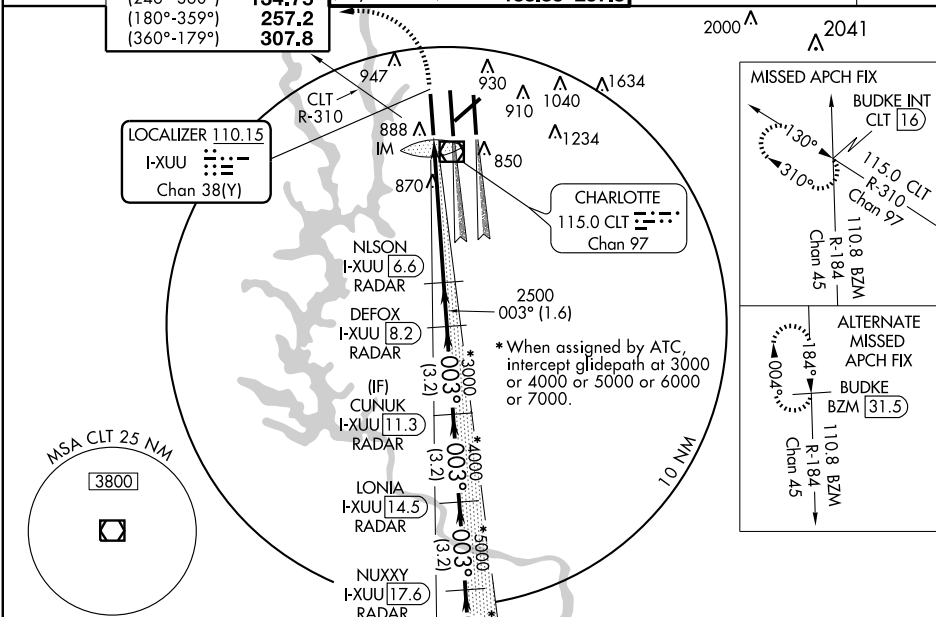 (180°-359°) 257.2
(360°-179°) 307.8
2000
2041
947
930
910
1040
1634
1234
CLT
R-310
888
IM
850
870
LOCALIZER 110.15
I-XUU
Chan 38(Y)
CHARLOTTE
115.0 CLT
Chan 97
NLSON
I-XUU 6.6
RADAR
2500
003° (1.6)
DEFOX
I-XUU 8.2
RADAR
* When assigned by ATC,
intercept glidepath at 3000
or 4000 or 5000 or 6000
or 7000.
*3000
003°
(3.2)
(IF)
CUNUK
I-XUU 11.3
RADAR
*4000
003°
(3.2)
LONIA
I-XUU 14.5
RADAR
*5000
003°
(3.2)
NUXXY
I-XUU 17.6
RADAR
10 NM
MSA CLT 25 NM
3800
MISSED APCH FIX
BUDKE INT
CLT 16
130°
310°
115.0 CLT
R-310
Chan 97
110.8 BZM
R-184
Chan 45
ALTERNATE
MISSED
APCH FIX
184°
004°
BUDKE
BZM 31.5
110.8 BZM
R-184
Chan 45